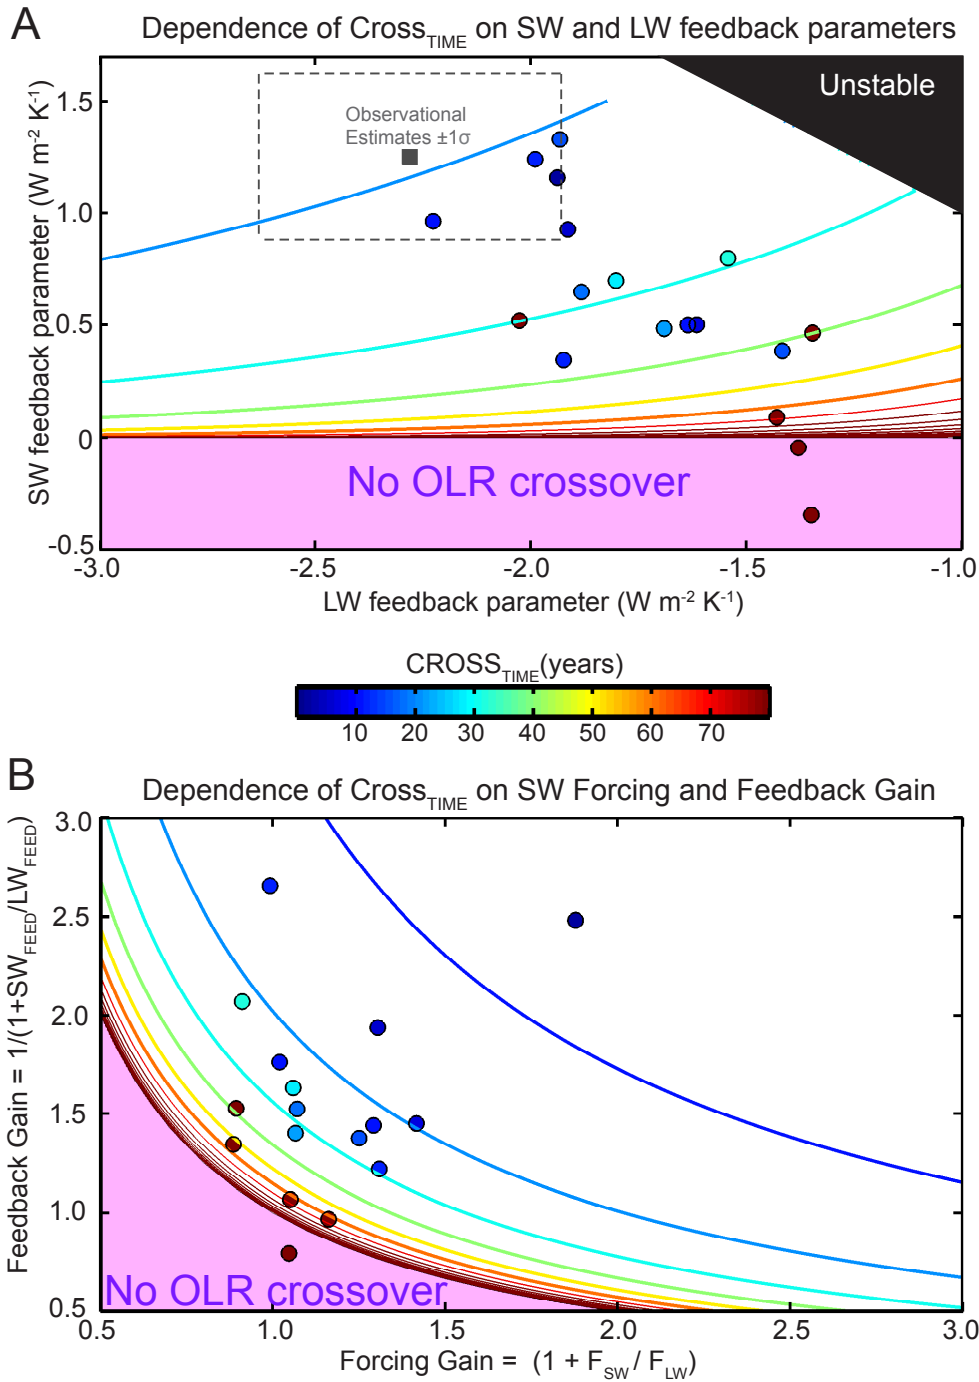 A
Dependence of Cross_TIME on SW and LW feedback parameters
SW feedback parameter (W m⁻² K⁻¹)
1.5
1.0
0.5
0
-0.5
Unstable
Observational
Estimates ±1σ
No OLR crossover
-3.0 -2.5 -2.0 -1.5 -1.0
LW feedback parameter (W m⁻² K⁻¹)
CROSS_TIME(years)
10 20 30 40 50 60 70
B
Dependence of Cross_TIME on SW Forcing and Feedback Gain
Feedback Gain = 1/(1+SW_FEED/LW_FEED)
3.0
2.5
2.0
1.5
1.0
0.5
No OLR crossover
0.5 1.0 1.5 2.0 2.5 3.0
Forcing Gain = (1 + F_SW / F_LW)